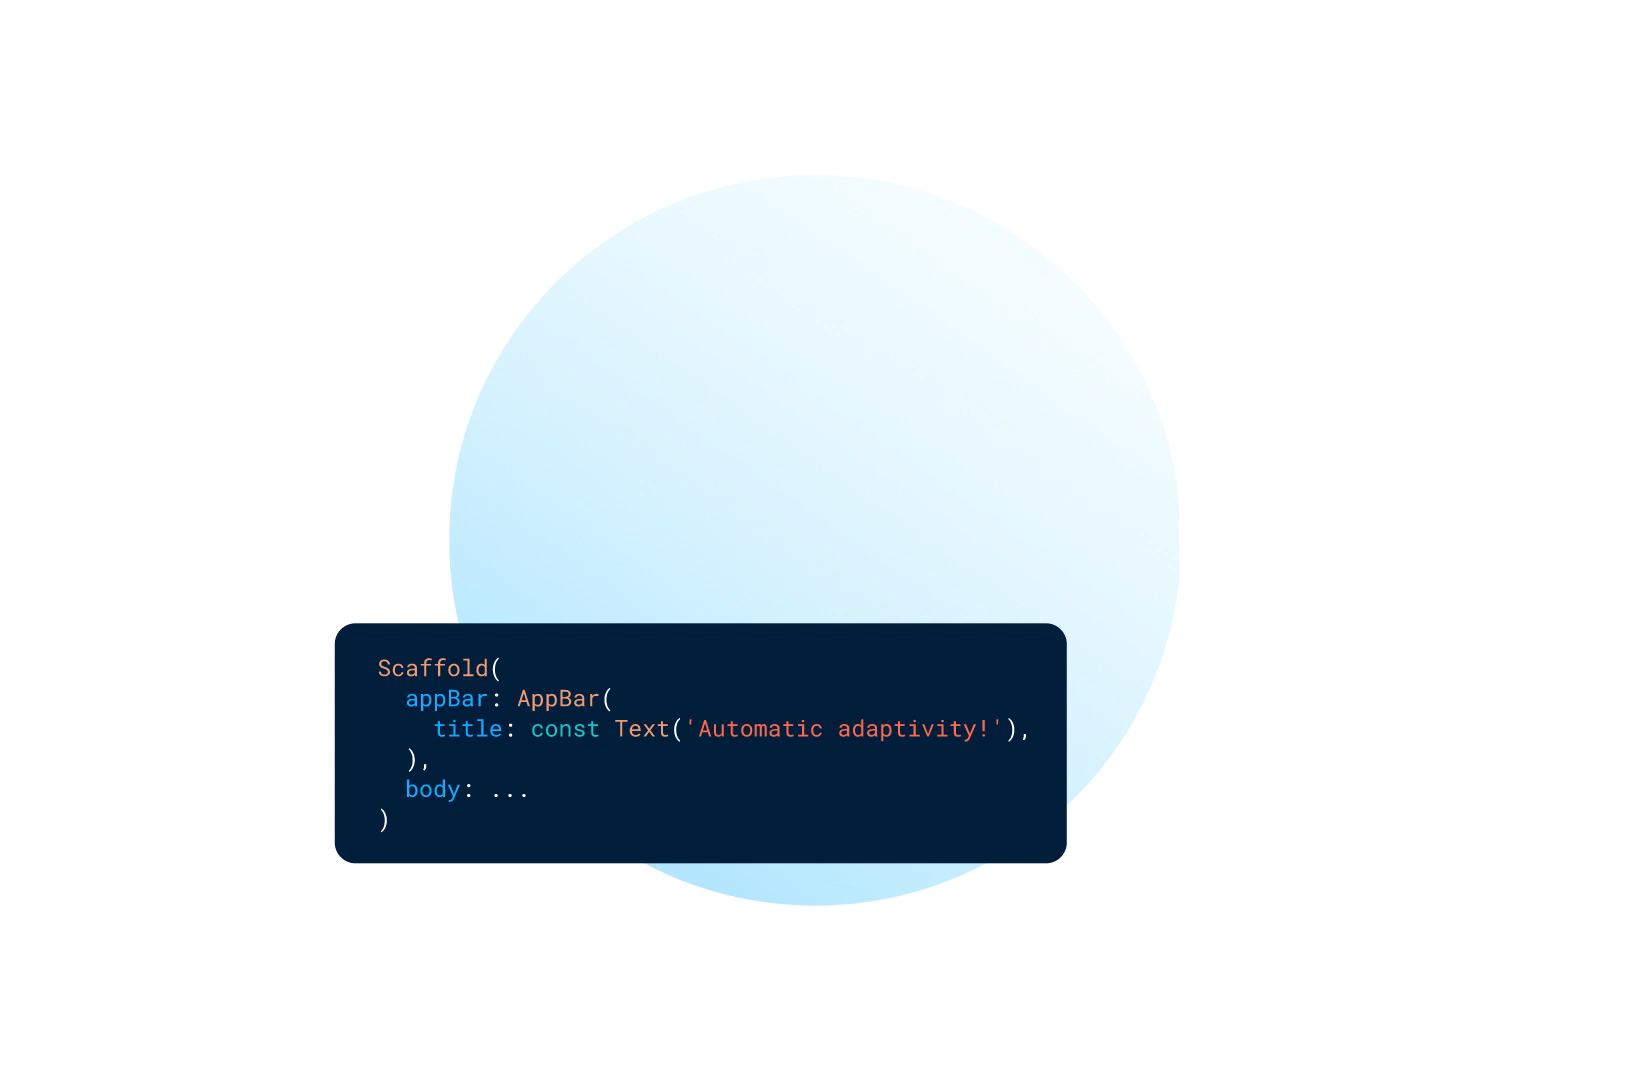 Scaffold(
  appBar: AppBar(
    title: const Text('Automatic adaptivity!'),
  ),
  body: ...
)